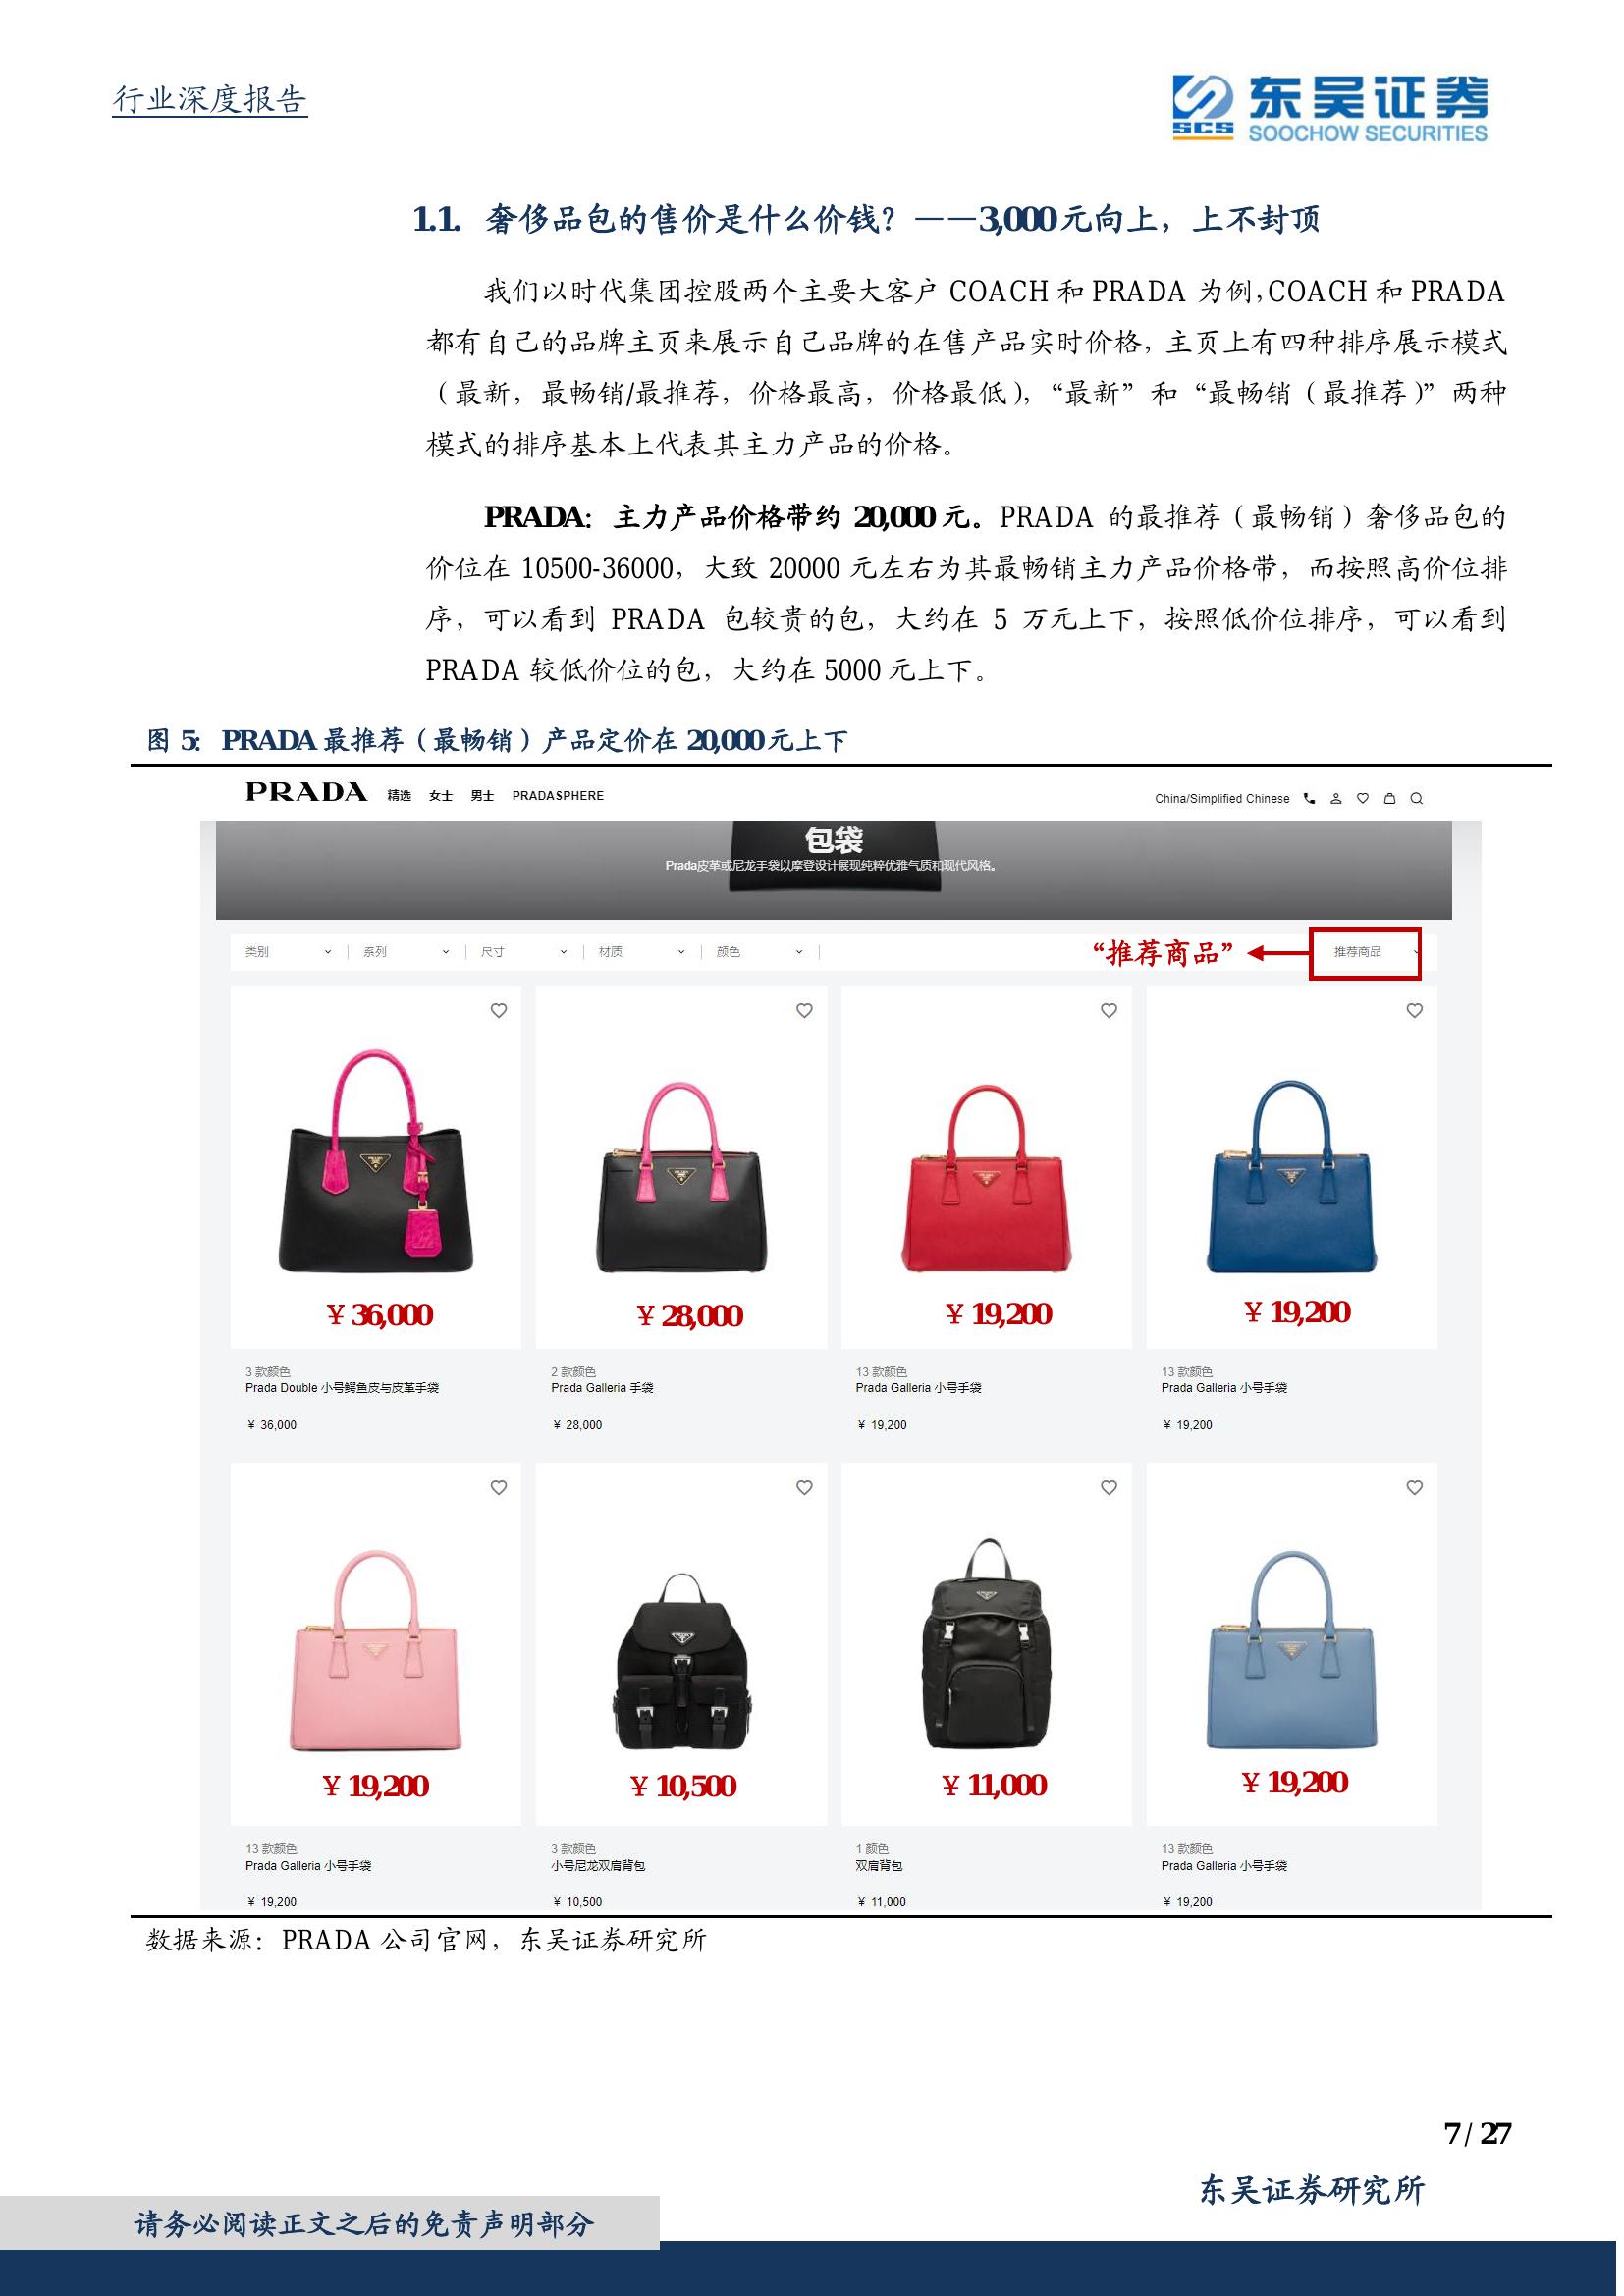 行业深度报告
SCS
东吴证券
SOOCHOW SECURITIES
1.1. 奢侈品包的售价是什么价钱？——3,000元向上，上不封顶
我们以时代集团控股两个主要大客户 COACH 和 PRADA 为例，COACH 和 PRADA
都有自己的品牌主页来展示自己品牌的在售产品实时价格，主页上有四种排序展示模式
（最新，最畅销/最推荐，价格最高，价格最低），“最新”和“最畅销（最推荐）”两种
模式的排序基本上代表其主力产品的价格。
PRADA：主力产品价格带约 20,000 元。PRADA 的最推荐（最畅销）奢侈品包的
价位在 10500-36000，大致 20000 元左右为其最畅销主力产品价格带，而按照高价位排
序，可以看到 PRADA 包较贵的包，大约在 5 万元上下，按照低价位排序，可以看到
PRADA 较低价位的包，大约在 5000 元上下。
图 5：PRADA 最推荐（最畅销）产品定价在 20,000元上下
PRADA 精选 女士 男士 PRADASPHERE China/Simplified Chinese
包袋
Prada皮革或尼龙手袋以摩登设计展现纯粹优雅气质和现代风格。
类别 系列 尺寸 材质 颜色 “推荐商品” 推荐商品
￥36,000 ￥28,000 ￥19,200 ￥19,200
3 款颜色 2 款颜色 13 款颜色 13 款颜色
Prada Double 小号鳄鱼皮与皮革手袋 Prada Galleria 手袋 Prada Galleria 小号手袋 Prada Galleria 小号手袋
￥ 36,000 ￥ 28,000 ￥ 19,200 ￥ 19,200
￥19,200 ￥10,500 ￥11,000 ￥19,200
13 款颜色 3 款颜色 1 颜色 13 款颜色
Prada Galleria 小号手袋 小号尼龙双肩背包 双肩背包 Prada Galleria 小号手袋
￥ 19,200 ￥ 10,500 ￥ 11,000 ￥ 19,200
数据来源：PRADA 公司官网，东吴证券研究所
7 / 27
东吴证券研究所
请务必阅读正文之后的免责声明部分